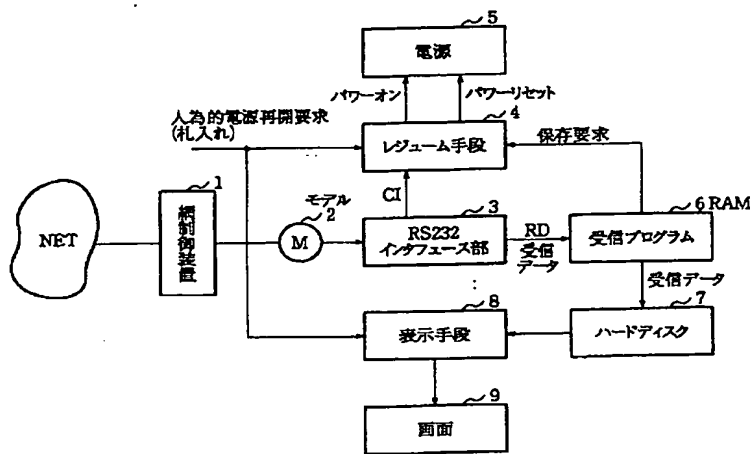 5
電源
パワーオン
パワーリセット
人為的電源再開要求
(札入れ)
4
レジューム手段
保存要求
1
網制御装置
NET
CI
モデル
2
M
3
RS232
インタフェース部
RD
受信
データ
6 RAM
受信プログラム
受信データ
7
ハードディスク
8
表示手段
9
画面